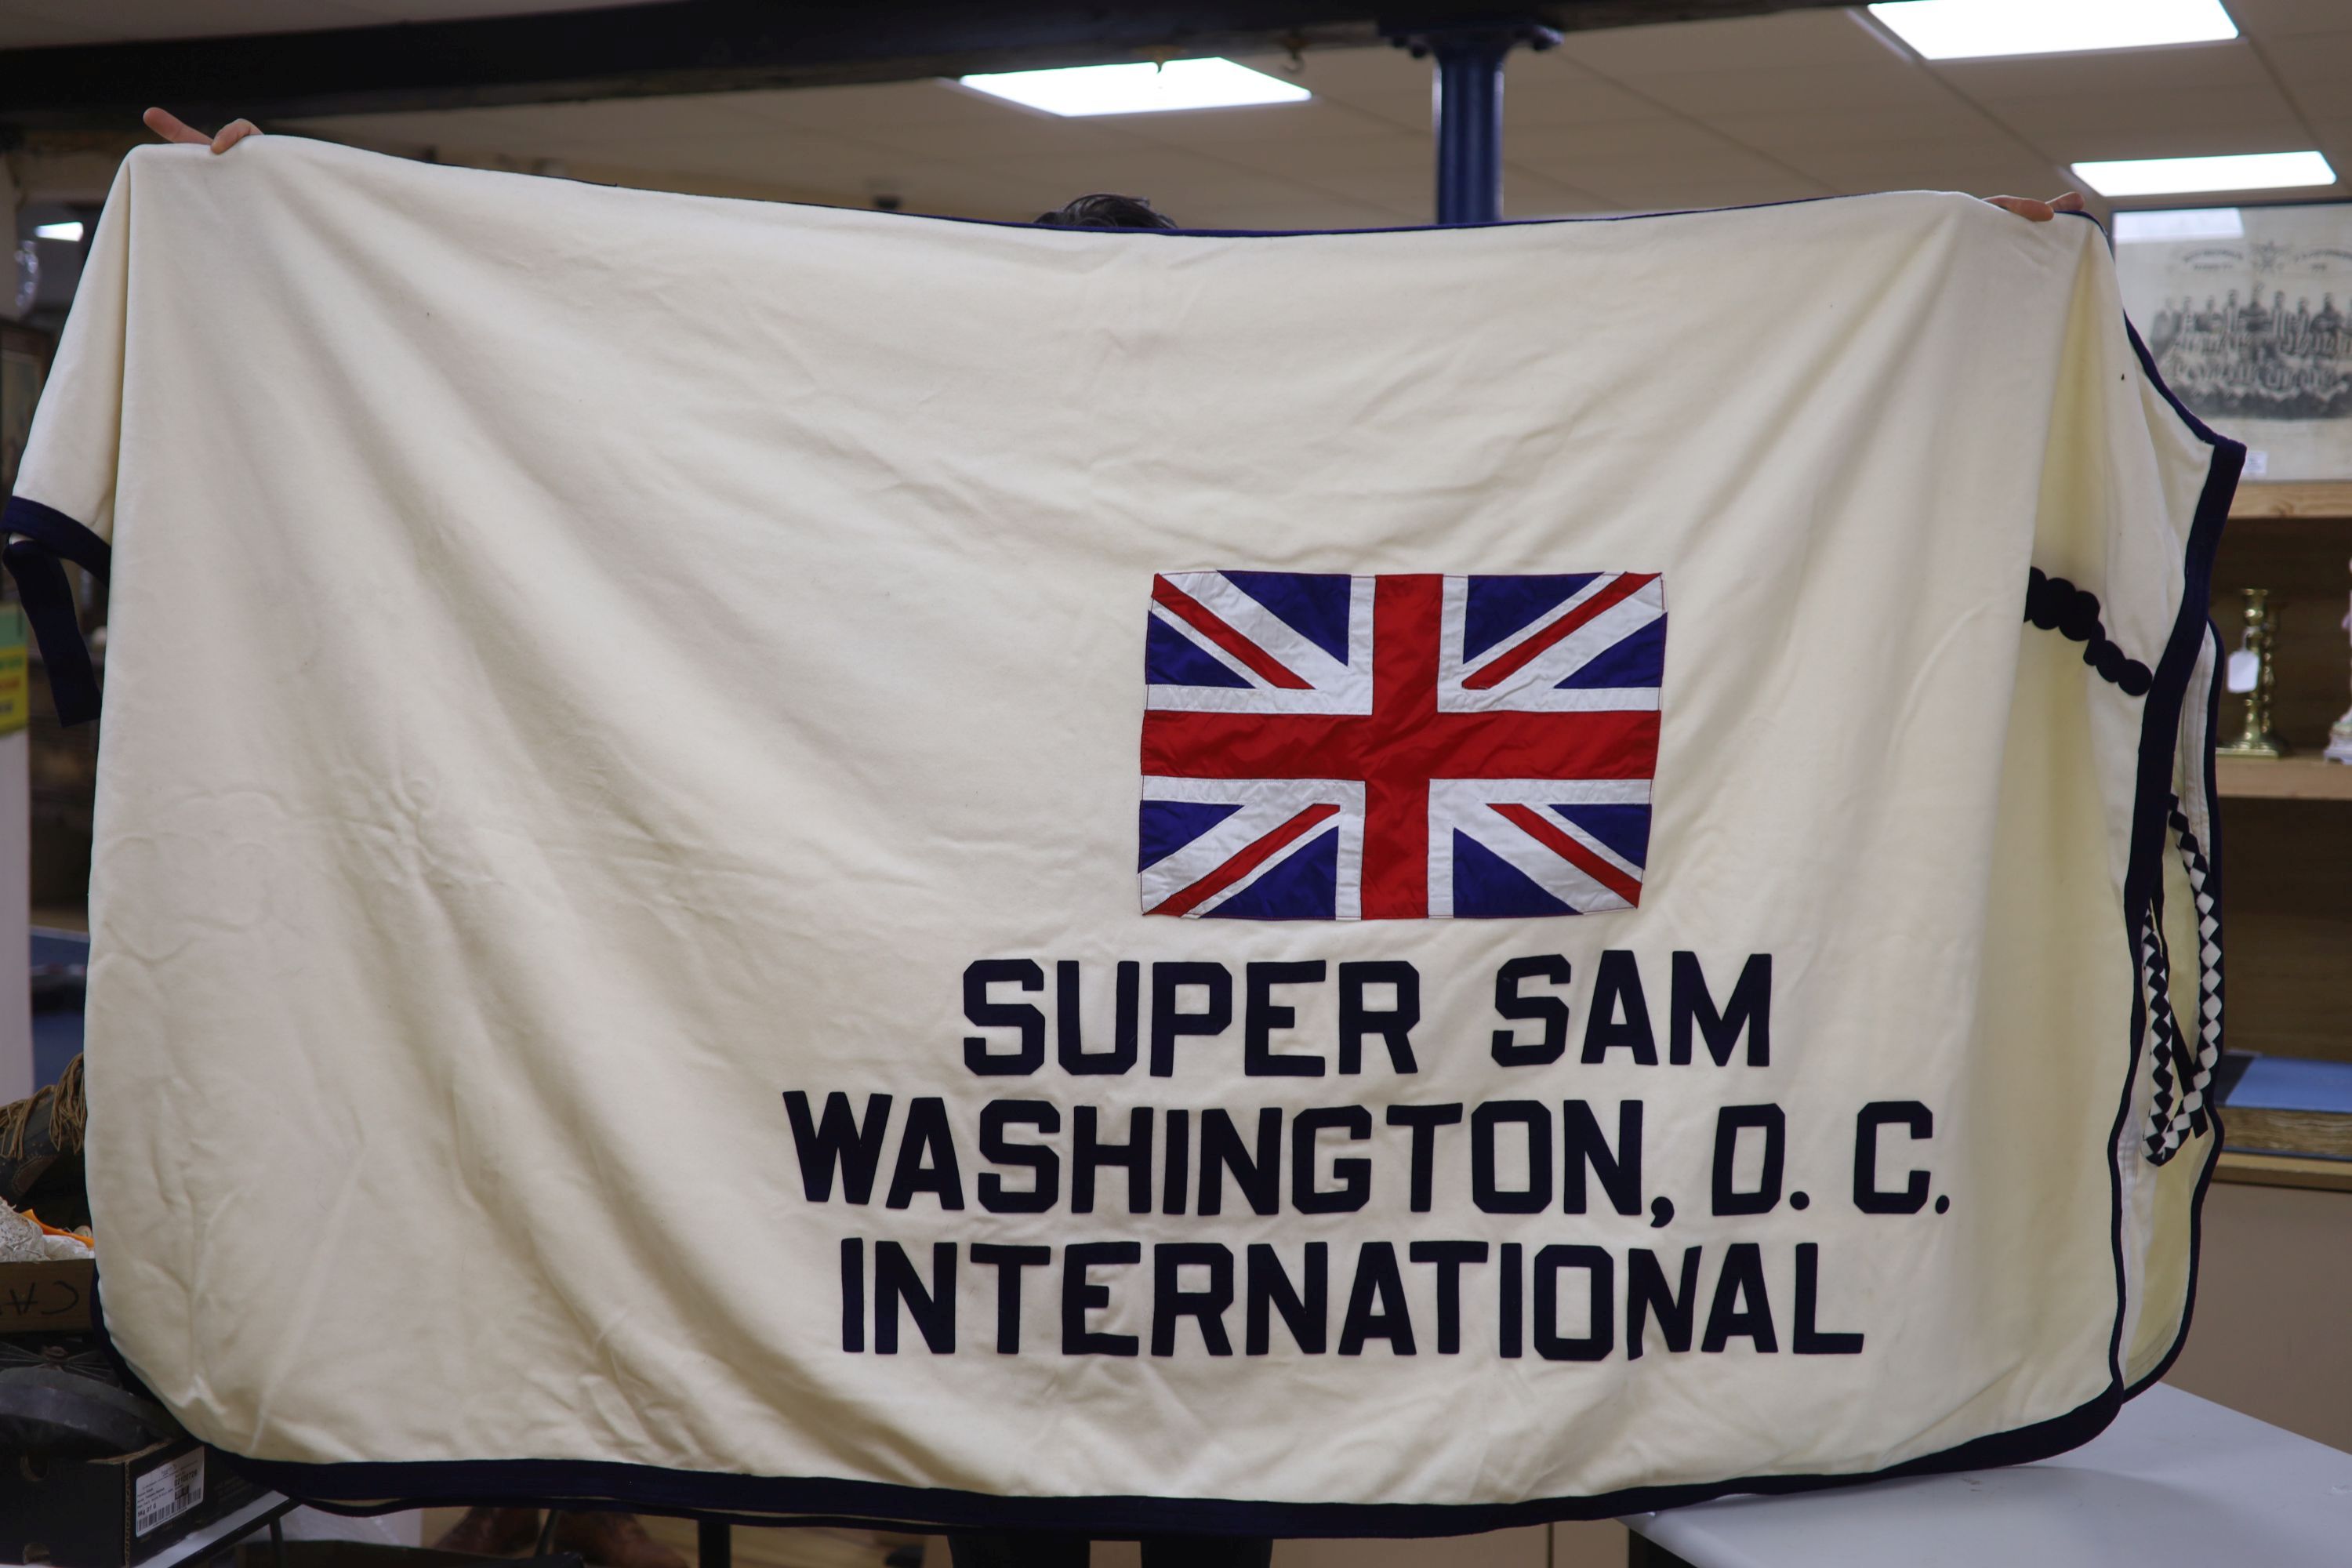 SUPER SAM
WASHINGTON, D. C.
INTERNATIONAL